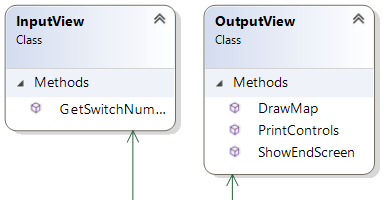 InputView
Class
Methods
GetSwitchNum...
OutputView
Class
Methods
DrawMap
PrintControls
ShowEndScreen